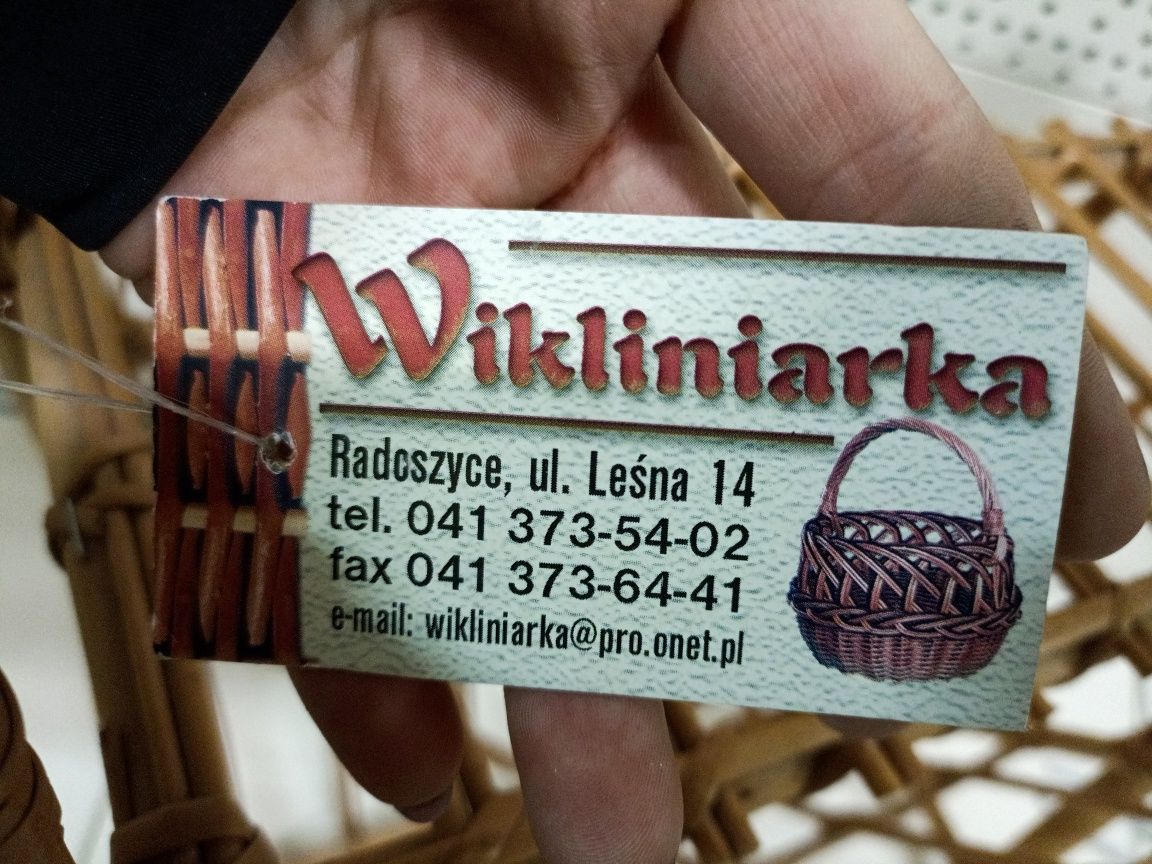 Wikliniarka
Radoszyce, ul. Leśna 14
tel. 041 373-54-02
fax 041 373-64-41
e-mail: wikliniarka@pro.onet.pl